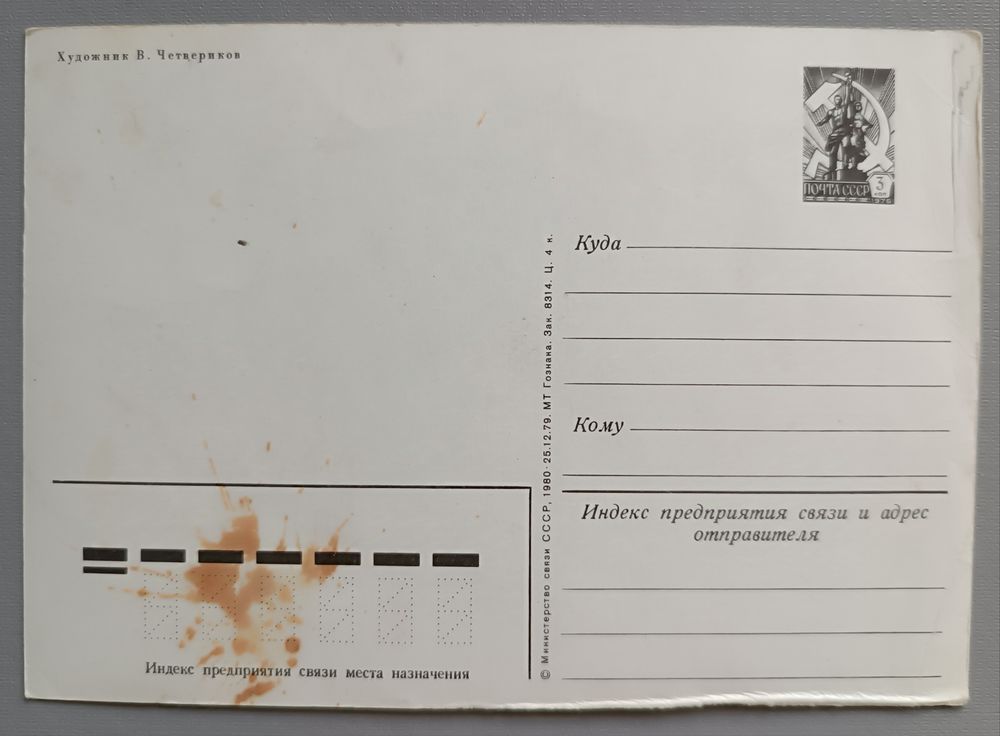 Художник В. Четвериков
ПОЧТА СССР
3
КОП
1976
Куда
Кому
© Министерство связи СССР, 1980 · 25.12.79. МТ Гознака. Зак. 8314. Ц. 4 к.
Индекс предприятия связи и адрес
отправителя
Индекс предприятия связи места назначения